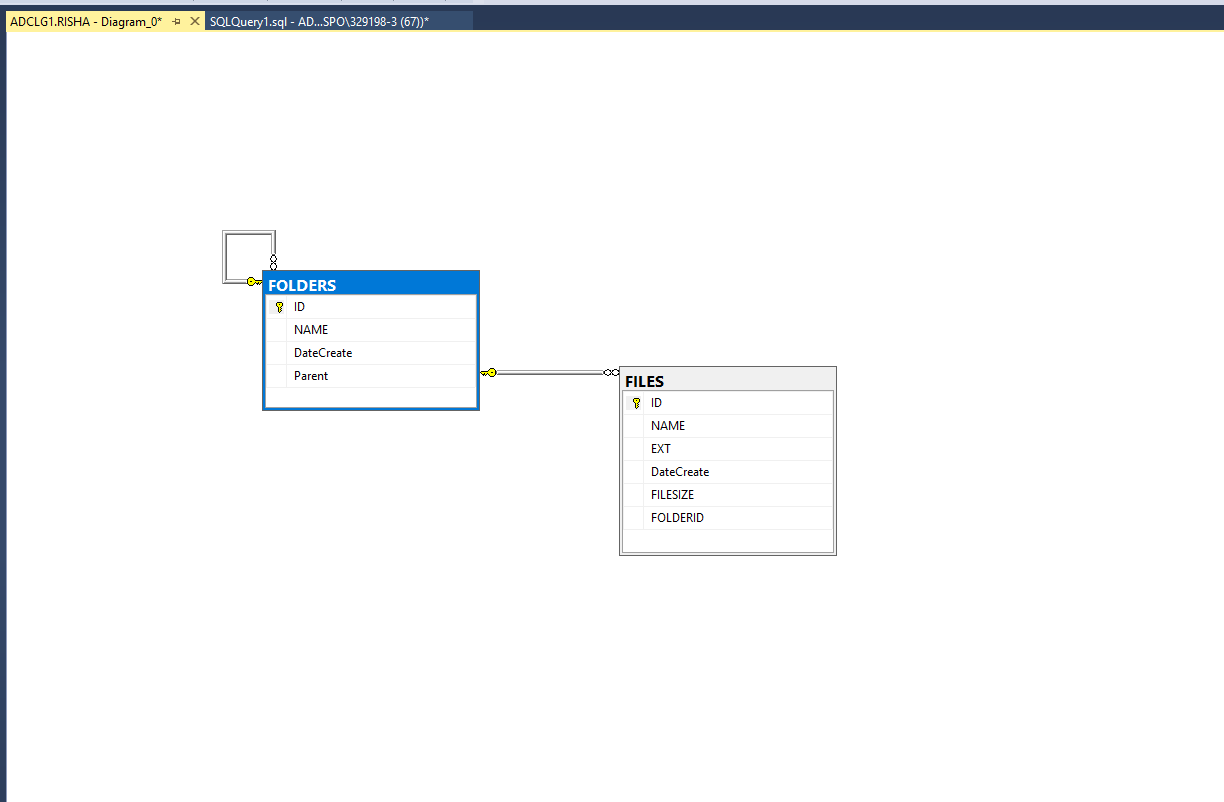 ADCLG1.RISHA - Diagram_0*
SQLQuery1.sql - AD...SPO\329198-3 (67))*
FOLDERS
ID
NAME
DateCreate
Parent
FILES
ID
NAME
EXT
DateCreate
FILESIZE
FOLDERID